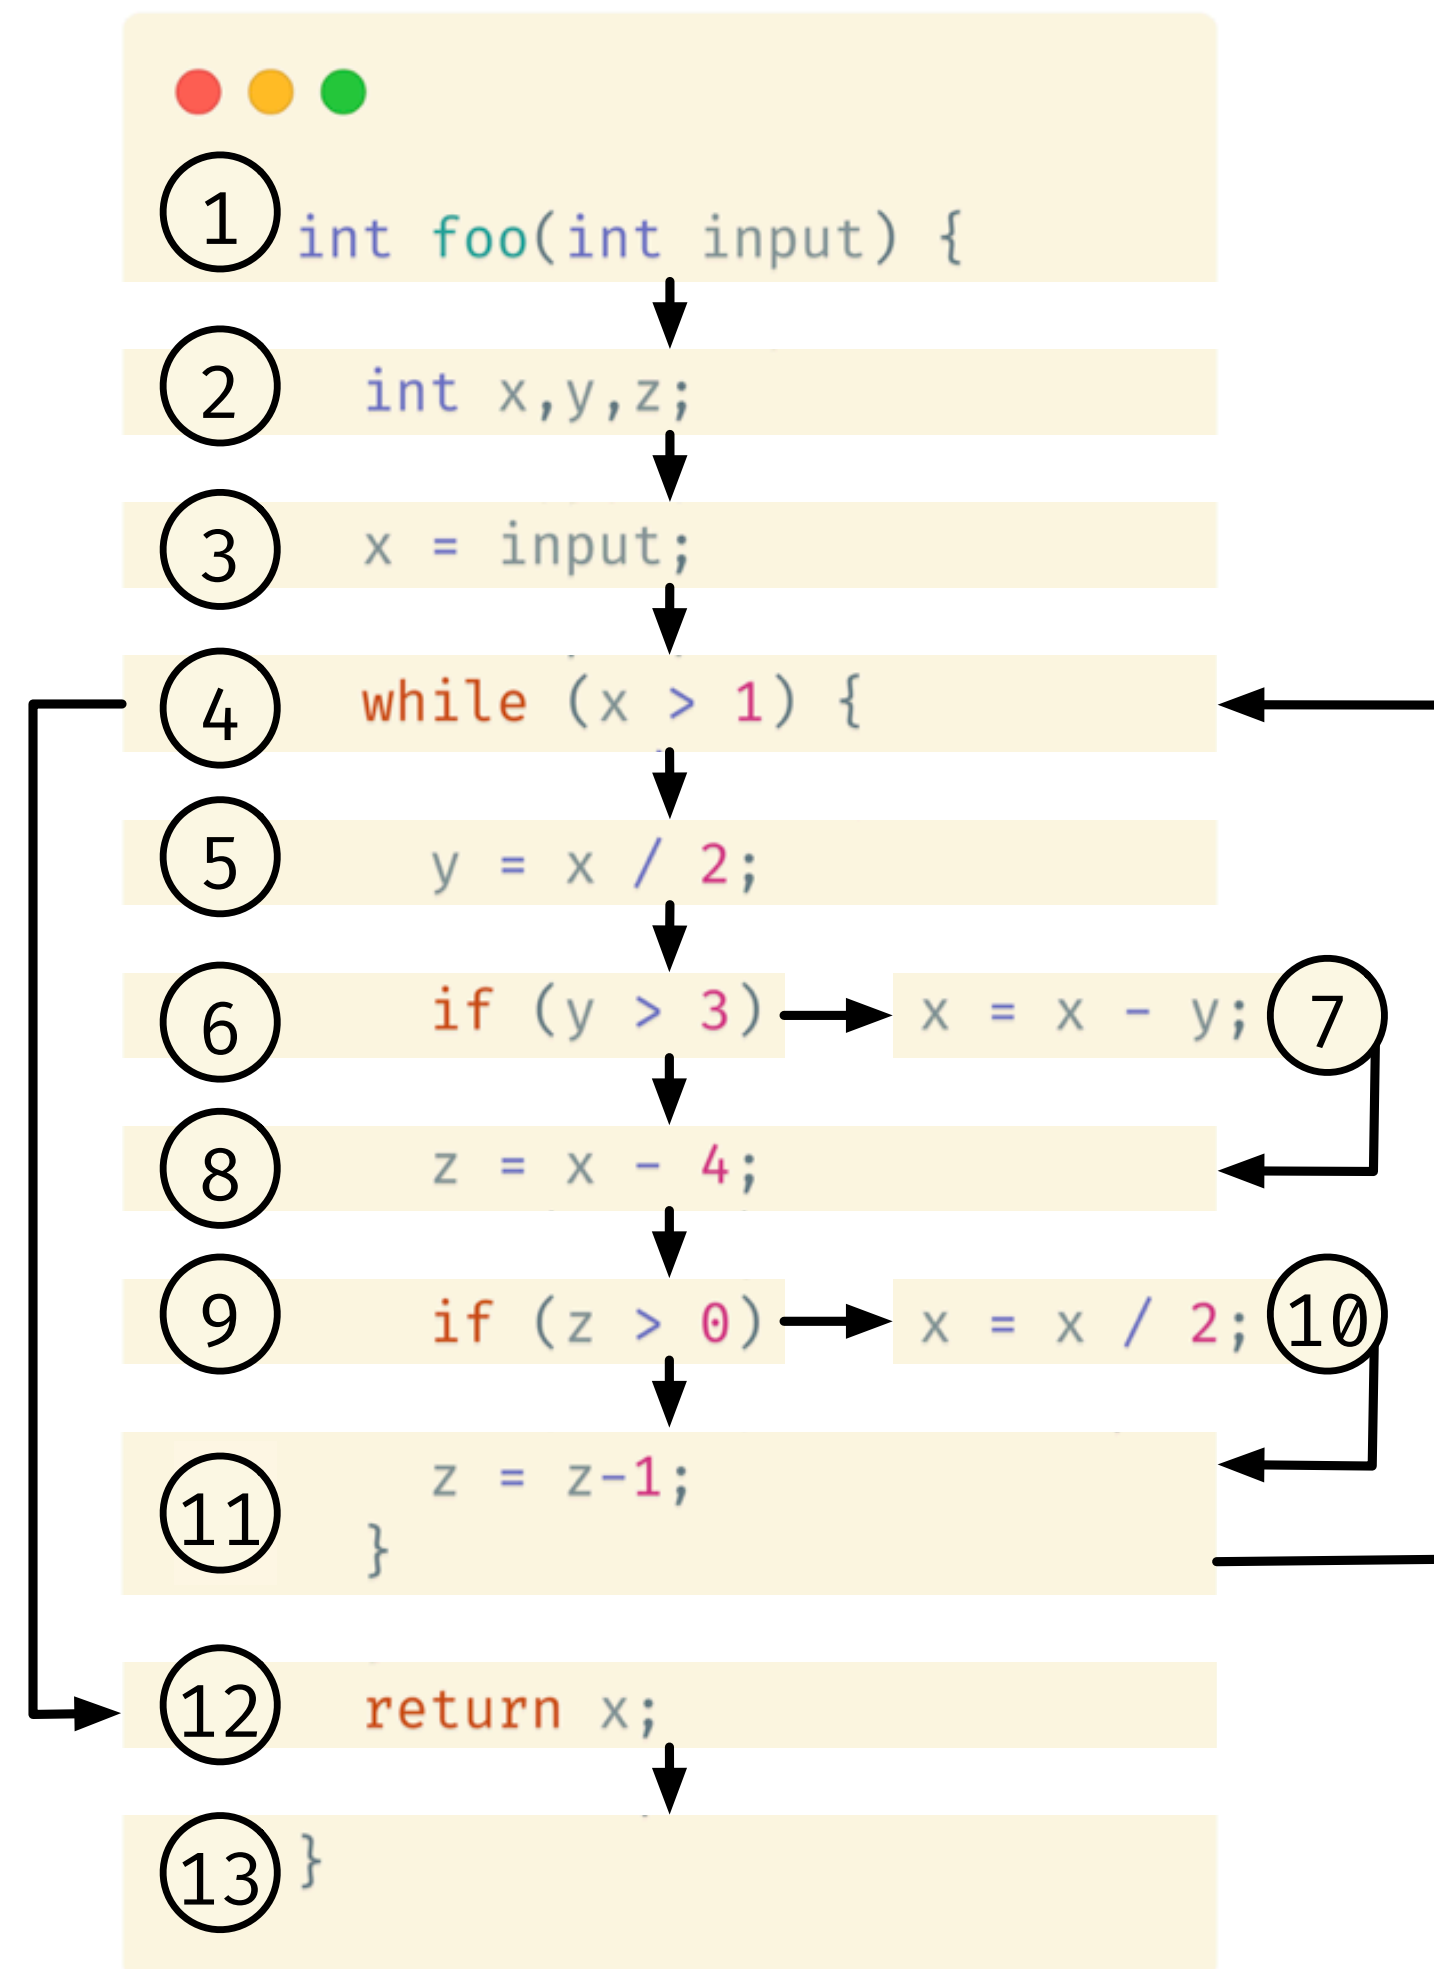 1 int foo(int input) {
2 int x,y,z;
3 x = input;
4 while (x > 1) {
5 y = x / 2;
6 if (y > 3) x = x - y; 7
8 z = x - 4;
9 if (z > 0) x = x / 2; 10
11 z = z-1;
}
12 return x;
13 }